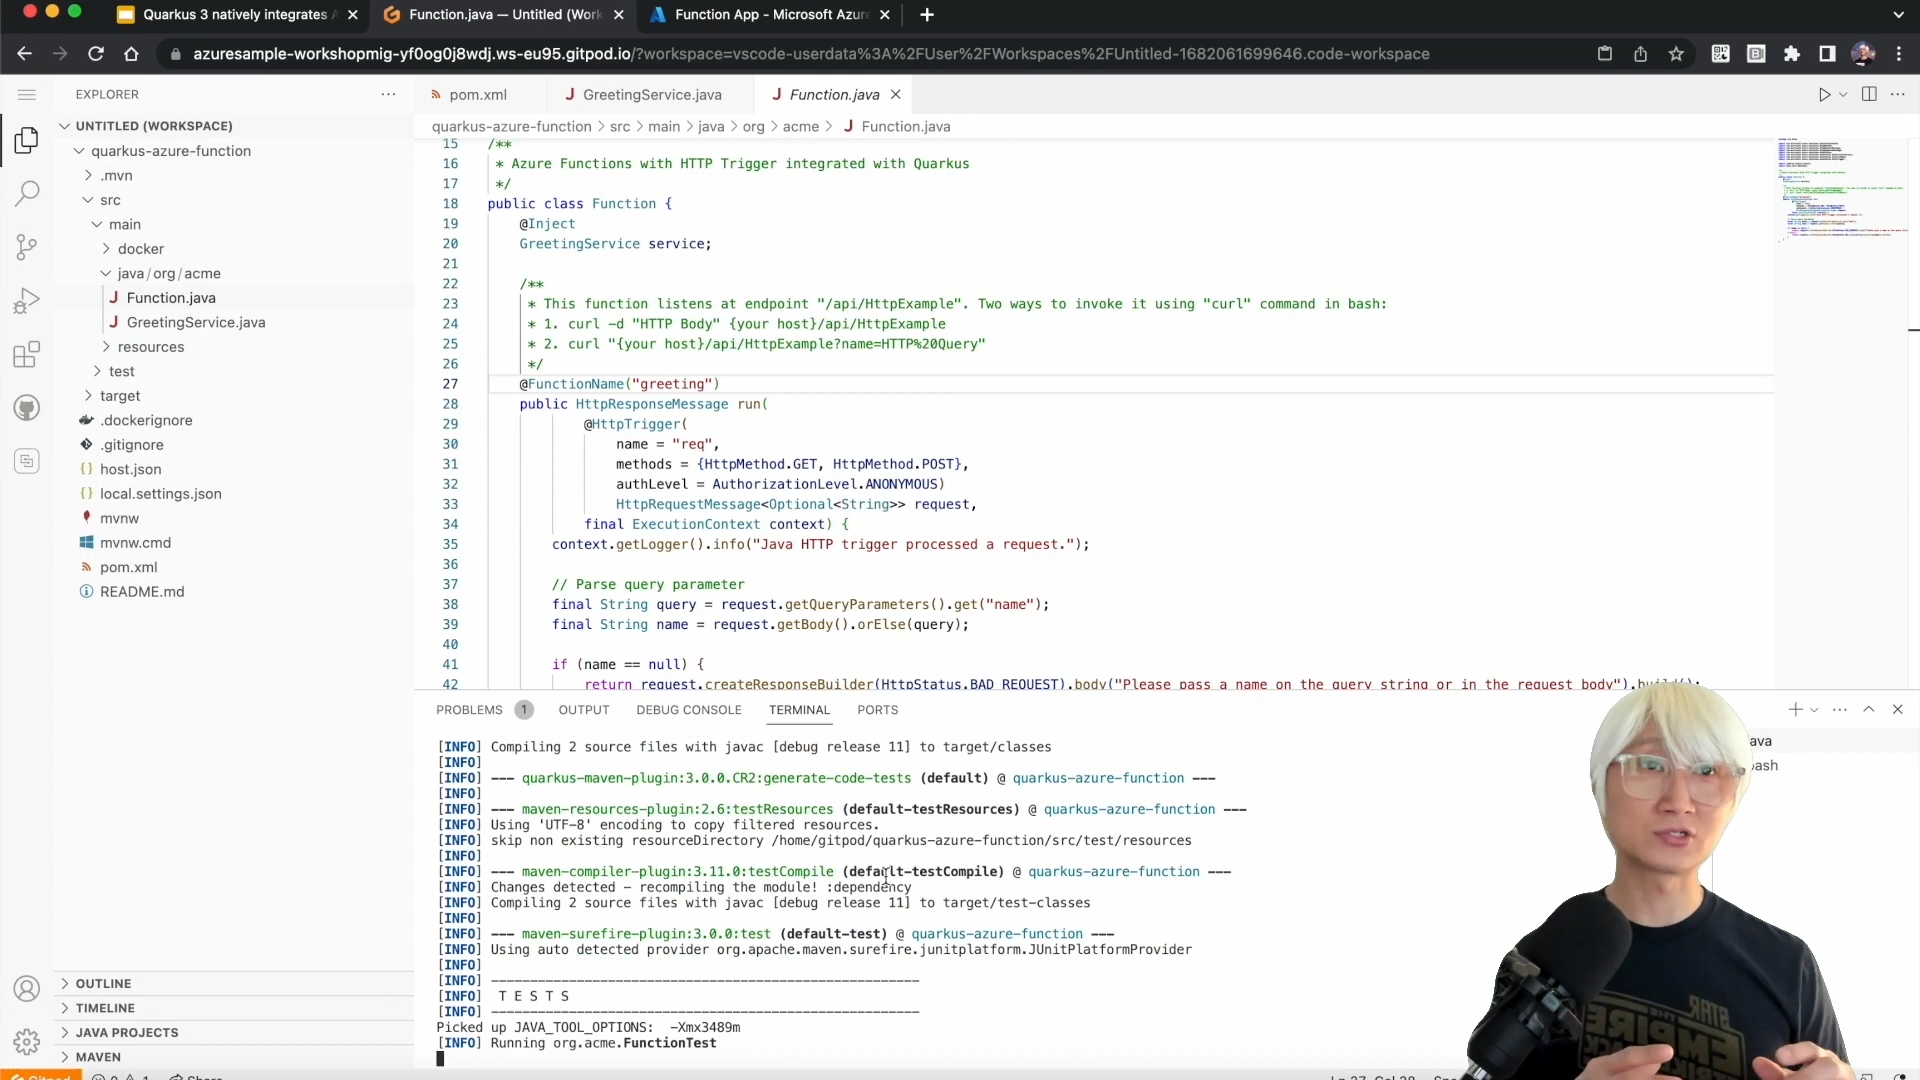 Quarkus 3 natively integrates A
Function.java — Untitled (Work
Function App - Microsoft Azure
azuresample-workshopmig-yf0og0j8wdj.ws-eu95.gitpod.io/?workspace=vscode-userdata%3A%2FUser%2FWorkspaces%2FUntitled-1682061699646.code-workspace
EXPLORER
UNTITLED (WORKSPACE)
quarkus-azure-function
.mvn
src
main
docker
java/org/acme
Function.java
GreetingService.java
resources
test
target
.dockerignore
.gitignore
host.json
local.settings.json
mvnw
mvnw.cmd
pom.xml
README.md
OUTLINE
TIMELINE
JAVA PROJECTS
MAVEN
pom.xml
GreetingService.java
Function.java
quarkus-azure-function > src > main > java > org > acme > Function.java
15 /**
16 * Azure Functions with HTTP Trigger integrated with Quarkus
17 */
18 public class Function {
19 @Inject
20 GreetingService service;
21
22 /**
23 * This function listens at endpoint "/api/HttpExample". Two ways to invoke it using "curl" command in bash:
24 * 1. curl -d "HTTP Body" {your host}/api/HttpExample
25 * 2. curl "{your host}/api/HttpExample?name=HTTP%20Query"
26 */
27 @FunctionName("greeting")
28 public HttpResponseMessage run(
29 @HttpTrigger(
30 name = "req",
31 methods = {HttpMethod.GET, HttpMethod.POST},
32 authLevel = AuthorizationLevel.ANONYMOUS)
33 HttpRequestMessage<Optional<String>> request,
34 final ExecutionContext context) {
35 context.getLogger().info("Java HTTP trigger processed a request.");
36
37 // Parse query parameter
38 final String query = request.getQueryParameters().get("name");
39 final String name = request.getBody().orElse(query);
40
41 if (name == null) {
42 return request.createResponseBuilder(HttpStatus.BAD_REQUEST).body("Please pass a name on the query string or in the request body").build();
PROBLEMS 1 OUTPUT DEBUG CONSOLE TERMINAL PORTS
ava
ash
[INFO] Compiling 2 source files with javac [debug release 11] to target/classes
[INFO]
[INFO] --- quarkus-maven-plugin:3.0.0.CR2:generate-code-tests (default) @ quarkus-azure-function ---
[INFO]
[INFO] --- maven-resources-plugin:2.6:testResources (default-testResources) @ quarkus-azure-function ---
[INFO] Using 'UTF-8' encoding to copy filtered resources.
[INFO] skip non existing resourceDirectory /home/gitpod/quarkus-azure-function/src/test/resources
[INFO]
[INFO] --- maven-compiler-plugin:3.11.0:testCompile (default-testCompile) @ quarkus-azure-function ---
[INFO] Changes detected - recompiling the module! :dependency
[INFO] Compiling 2 source files with javac [debug release 11] to target/test-classes
[INFO]
[INFO] --- maven-surefire-plugin:3.0.0:test (default-test) @ quarkus-azure-function ---
[INFO] Using auto detected provider org.apache.maven.surefire.junitplatform.JUnitPlatformProvider
[INFO]
[INFO] -------------------------------------------------------
[INFO] T E S T S
[INFO] -------------------------------------------------------
Picked up JAVA_TOOL_OPTIONS: -Xmx3489m
[INFO] Running org.acme.FunctionTest